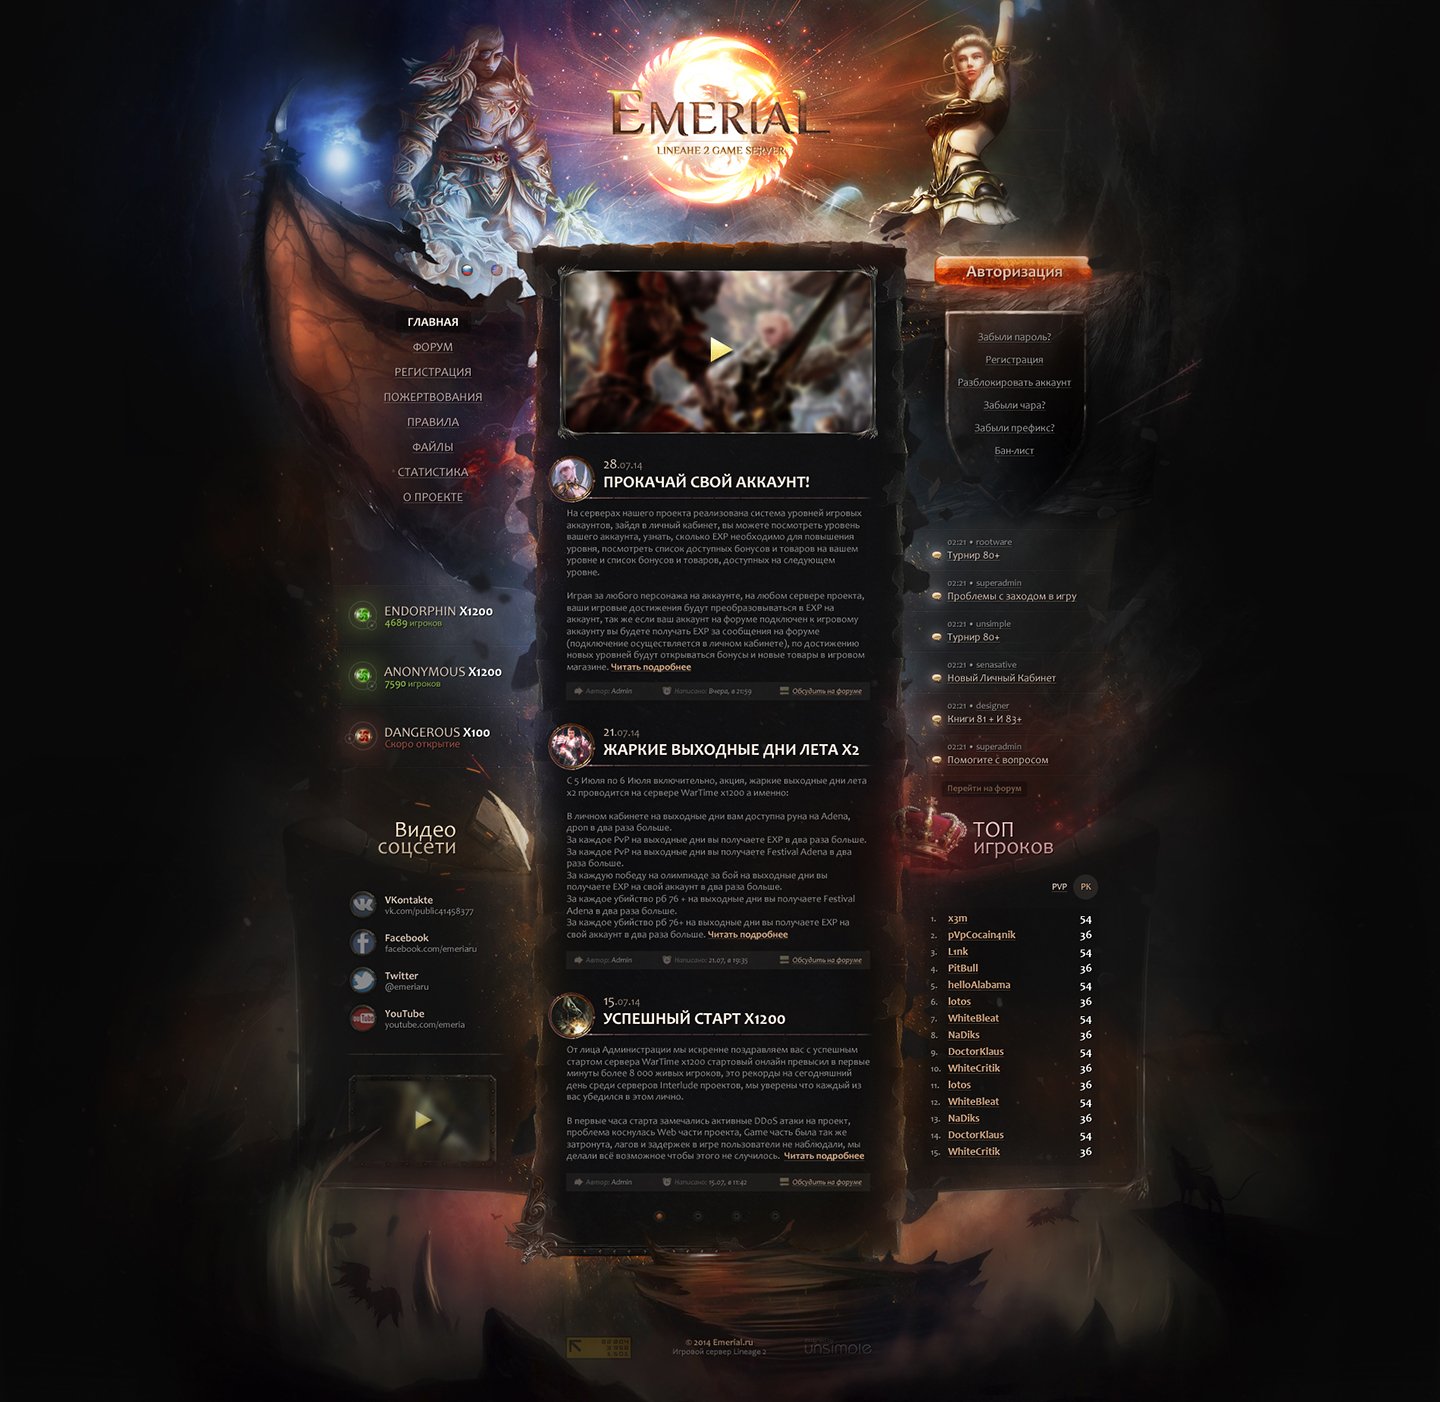 EMERIAL
LINEAHE 2 GAME SERVER
ГЛАВНАЯ
ФОРУМ
РЕГИСТРАЦИЯ
ПОЖЕРТВОВАНИЯ
ПРАВИЛА
ФАЙЛЫ
СТАТИСТИКА
О ПРОЕКТЕ
ENDORPHIN X1200
4689 игроков
ANONYMOUS X1200
7590 игроков
DANGEROUS X100
Скоро открытие
Видео
соцсети
VKontakte
vk.com/public41458377
Facebook
facebook.com/emeriaru
Twitter
@emeriaru
YouTube
youtube.com/emeria
28.07.14
ПРОКАЧАЙ СВОЙ АККАУНТ!
На серверах нашего проекта реализована система уровней игровых
аккаунтов, зайдя в личный кабинет, вы можете посмотреть уровень
вашего аккаунта, узнать, сколько EXP необходимо для повышения
уровня, посмотреть список доступных бонусов и товаров на вашем
уровне и список бонусов и товаров, доступных на следующем
уровне.
Играя за любого персонажа на аккаунте, на любом сервере проекта,
ваши игровые достижения будут преобразовываться в EXP на
аккаунт, так же если ваш аккаунт на форуме подключен к игровому
аккаунту вы будете получать EXP за сообщения на форуме
(подключение осуществляется в личном кабинете), по достижению
новых уровней будут открываться бонусы и новые товары в игровом
магазине. Читать подробнее
Автор: Admin Написано: Вчера, в 21:59 Обсудить на форуме
21.07.14
ЖАРКИЕ ВЫХОДНЫЕ ДНИ ЛЕТА X2
С 5 Июля по 6 Июля включительно, акция, жаркие выходные дни лета
x2 проводится на сервере WarTime x1200 а именно:
В личном кабинете на выходные дни вам доступна руна на Adena,
дроп в два раза больше.
За каждое PvP на выходные дни вы получаете EXP в два раза больше.
За каждое PvP на выходные дни вы получаете Festival Adena в два
раза больше.
За каждую победу на олимпиаде за бой на выходные дни вы
получаете EXP на свой аккаунт в два раза больше.
За каждое убийство рб 76 + на выходные дни вы получаете Festival
Adena в два раза больше.
За каждое убийство рб 76+ на выходные дни вы получаете EXP на
свой аккаунт в два раза больше. Читать подробнее
Автор: Admin Написано: 21.07, в 19:35 Обсудить на форуме
15.07.14
УСПЕШНЫЙ СТАРТ X1200
От лица Администрации мы искренне поздравляем вас с успешным
стартом сервера WarTime x1200 стартовый онлайн превысил в первые
минуты более 8 000 живых игроков, это рекорды на сегодняшний
день среди серверов Interlude проектов, мы уверены что каждый из
вас убедился в этом лично.
В первые часа старта замечались активные DDoS атаки на проект,
проблема коснулась Web части проекта, Game часть была так же
затронута, лагов и задержек в игре пользователи не наблюдали, мы
делали всё возможное чтобы этого не случилось. Читать подробнее
Автор: Admin Написано: 15.07, в 11:42 Обсудить на форуме
Авторизация
Забыли пароль?
Регистрация
Разблокировать аккаунт
Забыли чара?
Забыли префикс?
Бан-лист
02:21 • rootware
Турнир 80+
02:21 • superadmin
Проблемы с заходом в игру
02:21 • unsimple
Турнир 80+
02:21 • senasative
Новый Личный Кабинет
02:21 • designer
Книги 81 + И 83+
02:21 • superadmin
Помогите с вопросом
Перейти на форум
ТОП
игроков
PVP PK
1. x3m 54
2. pVpCocain4nik 36
3. L1nk 54
4. PitBull 36
5. helloAlabama 54
6. lotos 36
7. WhiteBleat 54
8. NaDiks 36
9. DoctorKlaus 54
10. WhiteCritik 36
11. lotos 36
12. WhiteBleat 54
13. NaDiks 36
14. DoctorKlaus 54
15. WhiteCritik 36
© 2014 Emerial.ru
Игровой сервер Lineage 2
unsimple